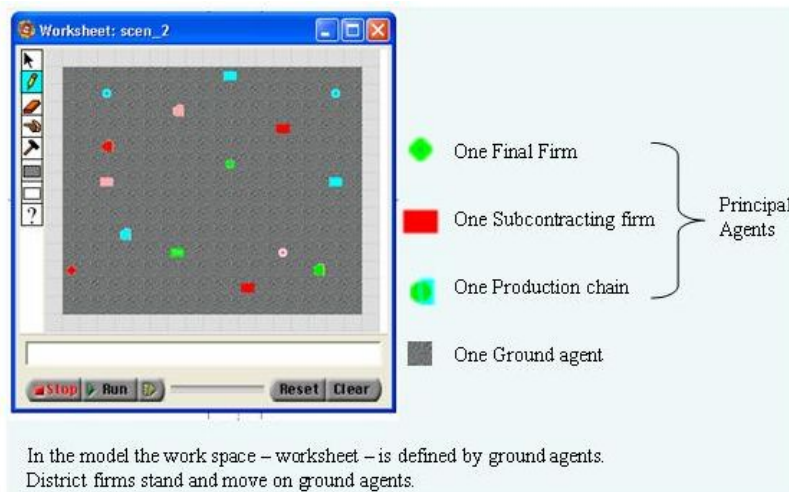 Worksheet: scen_2
?
One Final Firm
One Subcontracting firm
Principal
Agents
One Production chain
One Ground agent
Stop Run Reset Clear
In the model the work space – worksheet – is defined by ground agents.
District firms stand and move on ground agents.